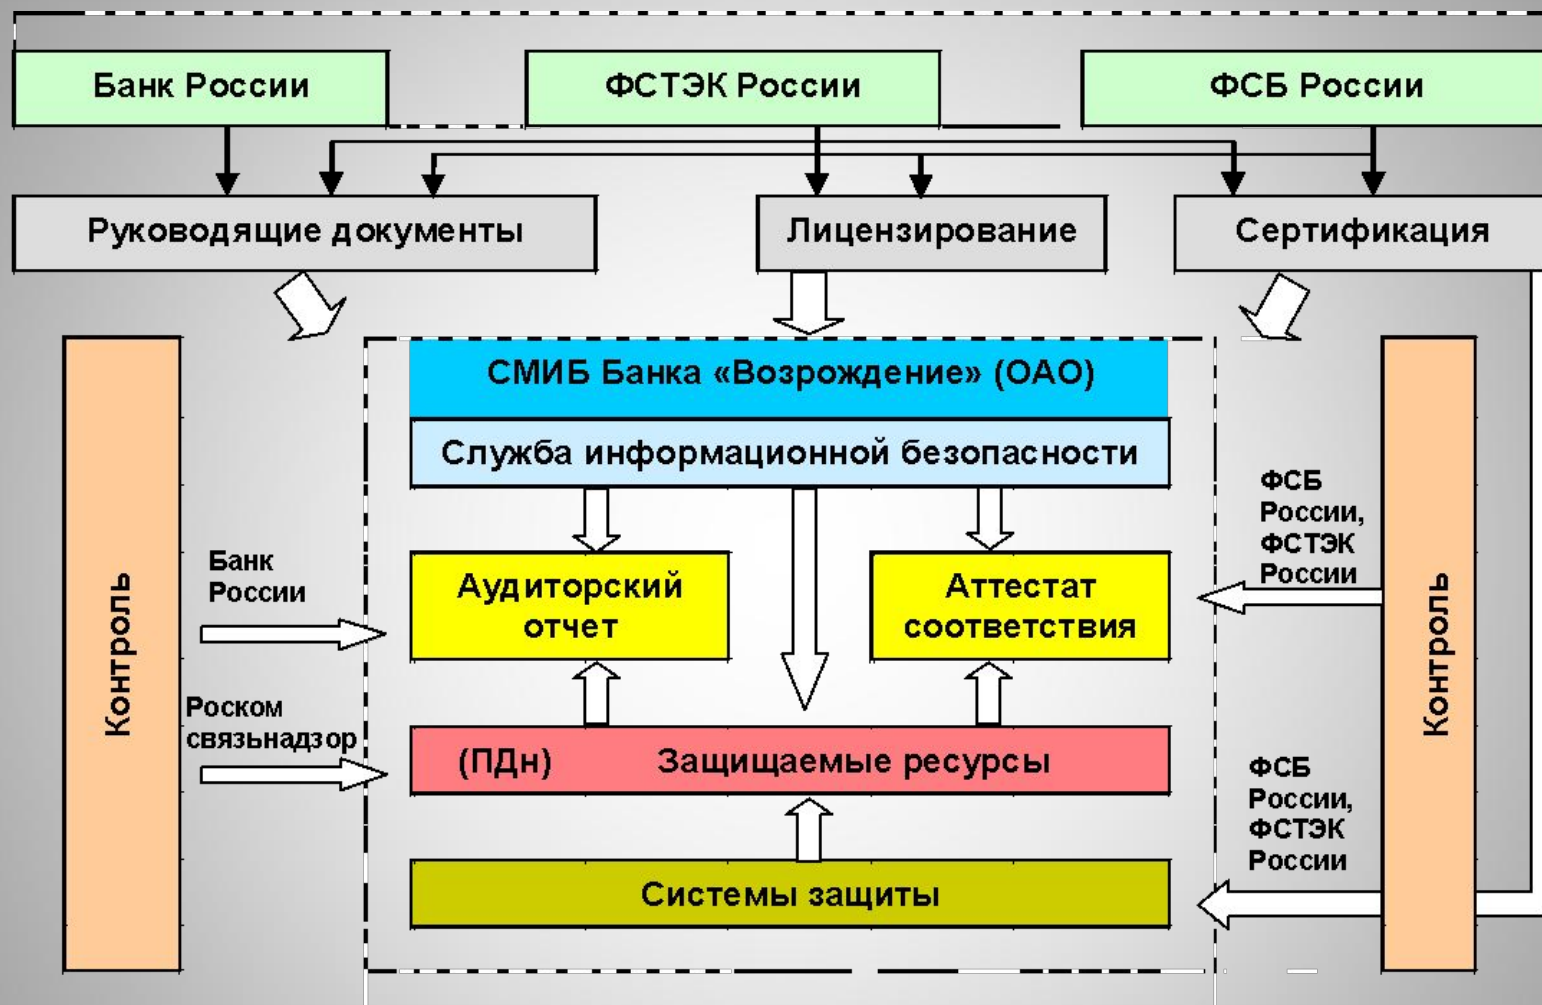 Банк России
ФСТЭК России
ФСБ России
Руководящие документы
Лицензирование
Сертификация
СМИБ Банка «Возрождение» (ОАО)
Служба информационной безопасности
Контроль
Банк
России
Аудиторский
отчет
Аттестат
соответствия
ФСБ
России,
ФСТЭК
России
Контроль
Роском
связьнадзор
(ПДн) Защищаемые ресурсы
ФСБ
России,
ФСТЭК
России
Системы защиты